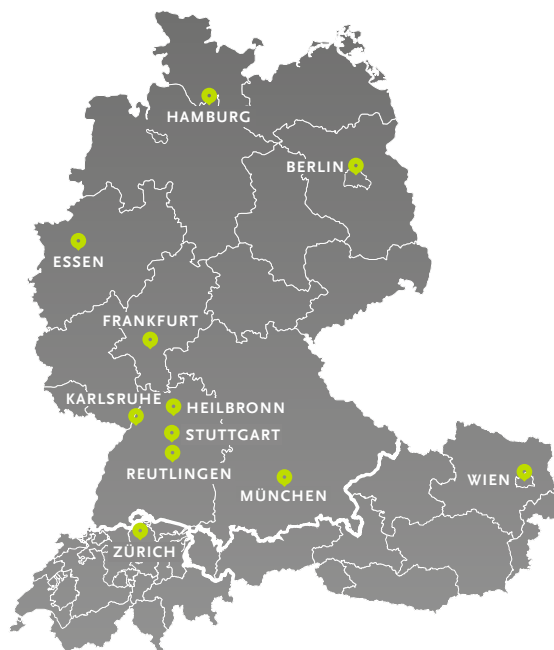 HAMBURG
BERLIN
ESSEN
FRANKFURT
KARLSRUHE
HEILBRONN
STUTTGART
REUTLINGEN
MÜNCHEN
WIEN
ZÜRICH